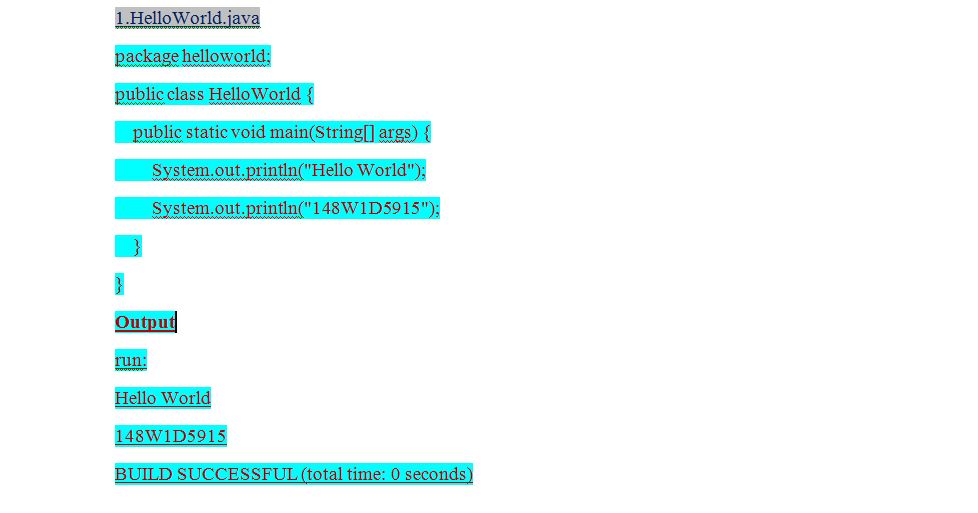 1.HelloWorld.java
package helloworld;
public class HelloWorld {
    public static void main(String[] args) {
        System.out.println("Hello World");
        System.out.println("148W1D5915");
    }
}
Output
run:
Hello World
148W1D5915
BUILD SUCCESSFUL (total time: 0 seconds)